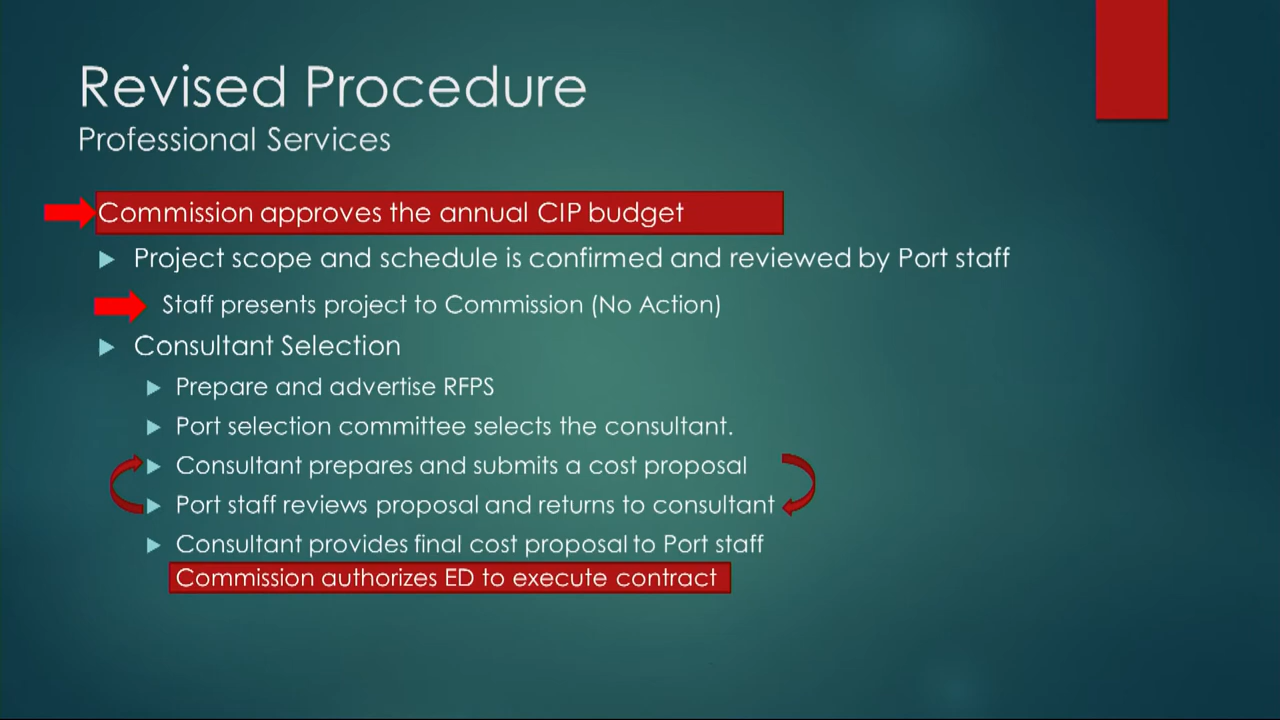 Revised Procedure
Professional Services
Commission approves the annual CIP budget
Project scope and schedule is confirmed and reviewed by Port staff
Staff presents project to Commission (No Action)
Consultant Selection
Prepare and advertise RFPS
Port selection committee selects the consultant.
Consultant prepares and submits a cost proposal
Port staff reviews proposal and returns to consultant
Consultant provides final cost proposal to Port staff
Commission authorizes ED to execute contract